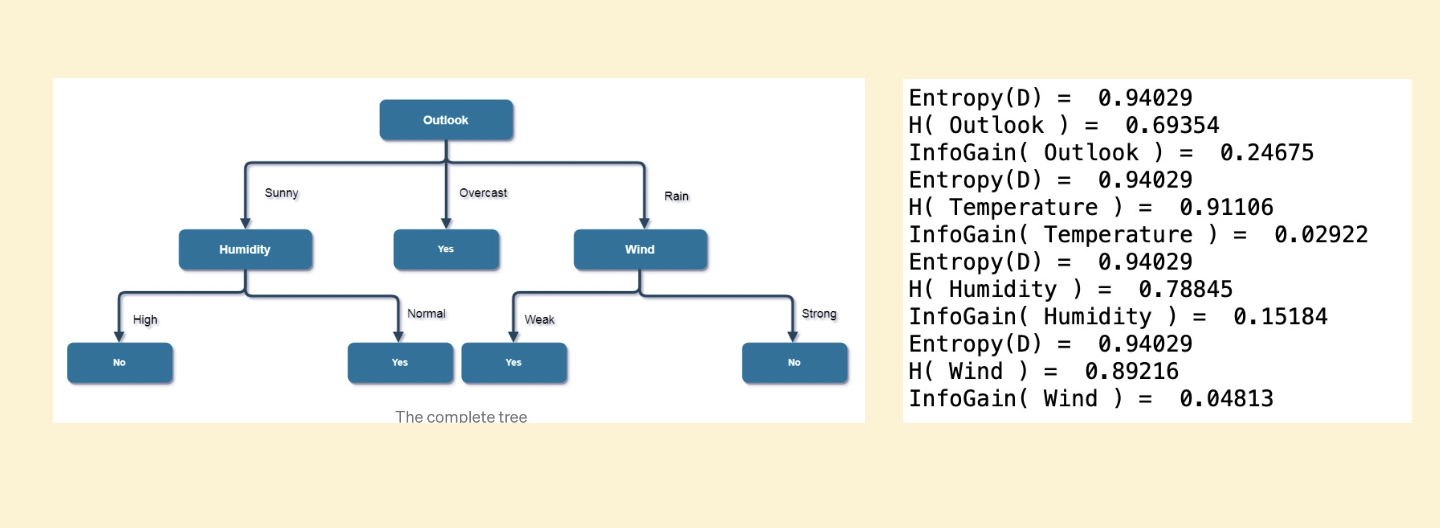 Outlook
Sunny
Overcast
Rain
Humidity
Yes
Wind
High
Normal
Weak
Strong
No
Yes
Yes
No
The complete tree
Entropy(D) =  0.94029
H( Outlook ) =  0.69354
InfoGain( Outlook ) =  0.24675
Entropy(D) =  0.94029
H( Temperature ) =  0.91106
InfoGain( Temperature ) =  0.02922
Entropy(D) =  0.94029
H( Humidity ) =  0.78845
InfoGain( Humidity ) =  0.15184
Entropy(D) =  0.94029
H( Wind ) =  0.89216
InfoGain( Wind ) =  0.04813